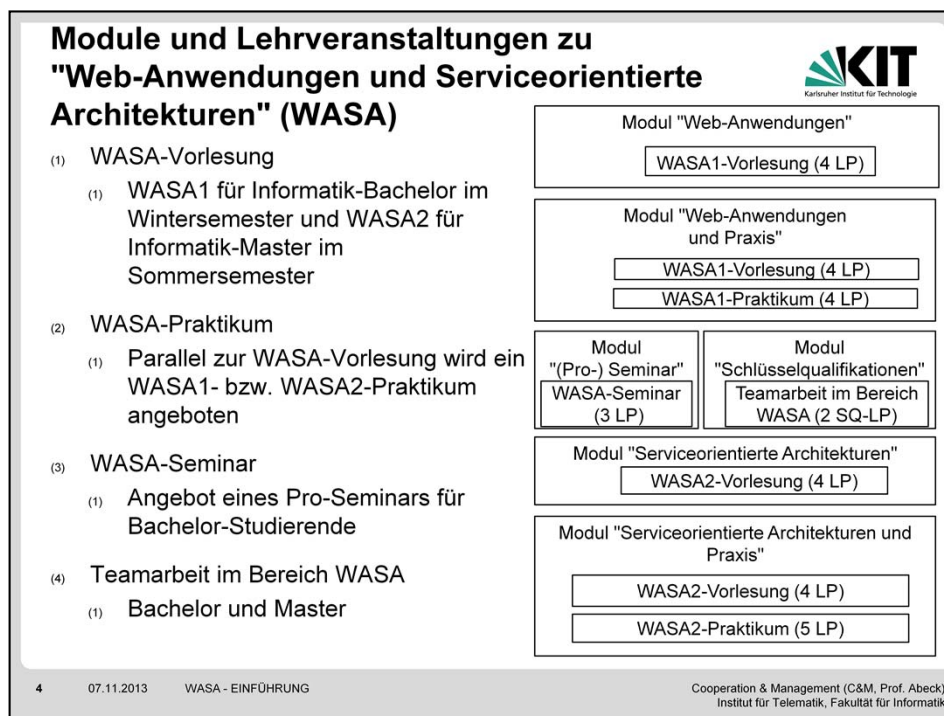 Module und Lehrveranstaltungen zu
"Web-Anwendungen und Serviceorientierte
Architekturen" (WASA)
KIT
Karlsruher Institut für Technologie
(1) WASA-Vorlesung
(1) WASA1 für Informatik-Bachelor im
Wintersemester und WASA2 für
Informatik-Master im
Sommersemester
(2) WASA-Praktikum
(1) Parallel zur WASA-Vorlesung wird ein
WASA1- bzw. WASA2-Praktikum
angeboten
(3) WASA-Seminar
(1) Angebot eines Pro-Seminars für
Bachelor-Studierende
(4) Teamarbeit im Bereich WASA
(1) Bachelor und Master
Modul "Web-Anwendungen"
WASA1-Vorlesung (4 LP)
Modul "Web-Anwendungen
und Praxis"
WASA1-Vorlesung (4 LP)
WASA1-Praktikum (4 LP)
Modul
"(Pro-) Seminar"
WASA-Seminar
(3 LP)
Modul
"Schlüsselqualifikationen"
Teamarbeit im Bereich
WASA (2 SQ-LP)
Modul "Serviceorientierte Architekturen"
WASA2-Vorlesung (4 LP)
Modul "Serviceorientierte Architekturen und
Praxis"
WASA2-Vorlesung (4 LP)
WASA2-Praktikum (5 LP)
4 07.11.2013 WASA - EINFÜHRUNG
Cooperation & Management (C&M, Prof. Abeck)
Institut für Telematik, Fakultät für Informatik